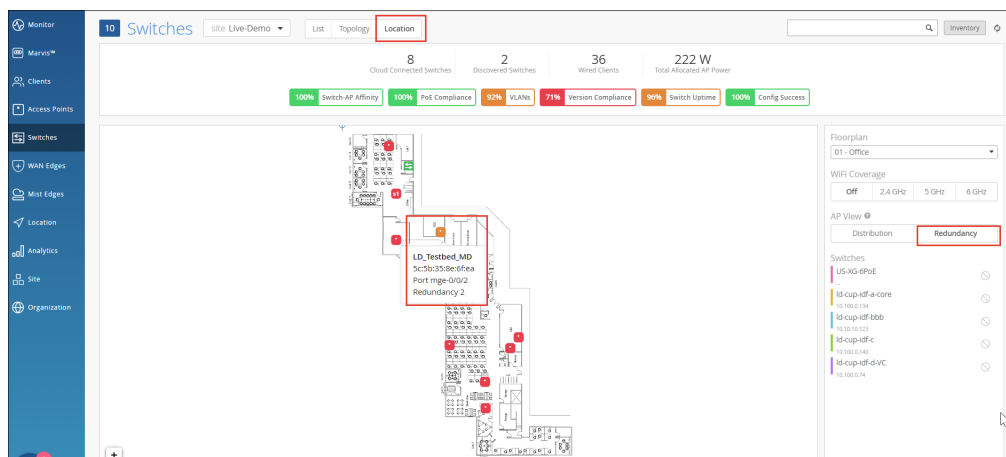 Monitor
Marvis™
Clients
Access Points
Switches
WAN Edges
Mist Edges
Location
Analytics
Site
Organization
10 Switches site Live-Demo List Topology Location Inventory
8 2 36 222 W
Cloud Connected Switches Discovered Switches Wired Clients Total Allocated AP Power
100% Switch-AP Affinity 100% PoE Compliance 92% VLANs 71% Version Compliance 96% Switch Uptime 100% Config Success
s1
LD_Testbed_MD
5c:5b:35:8e:6f:ea
Port mge-0/0/2
Redundancy 2
+
Floorplan
01 - Office
WiFi Coverage
Off 2.4 GHz 5 GHz 6 GHz
AP View
Distribution Redundancy
Switches
US-XG-6PoE
ld-cup-idf-a-core
10.100.0.134
ld-cup-idf-bbb
10.10.10.123
ld-cup-idf-c
10.100.0.140
ld-cup-idf-d-VC
10.100.0.74